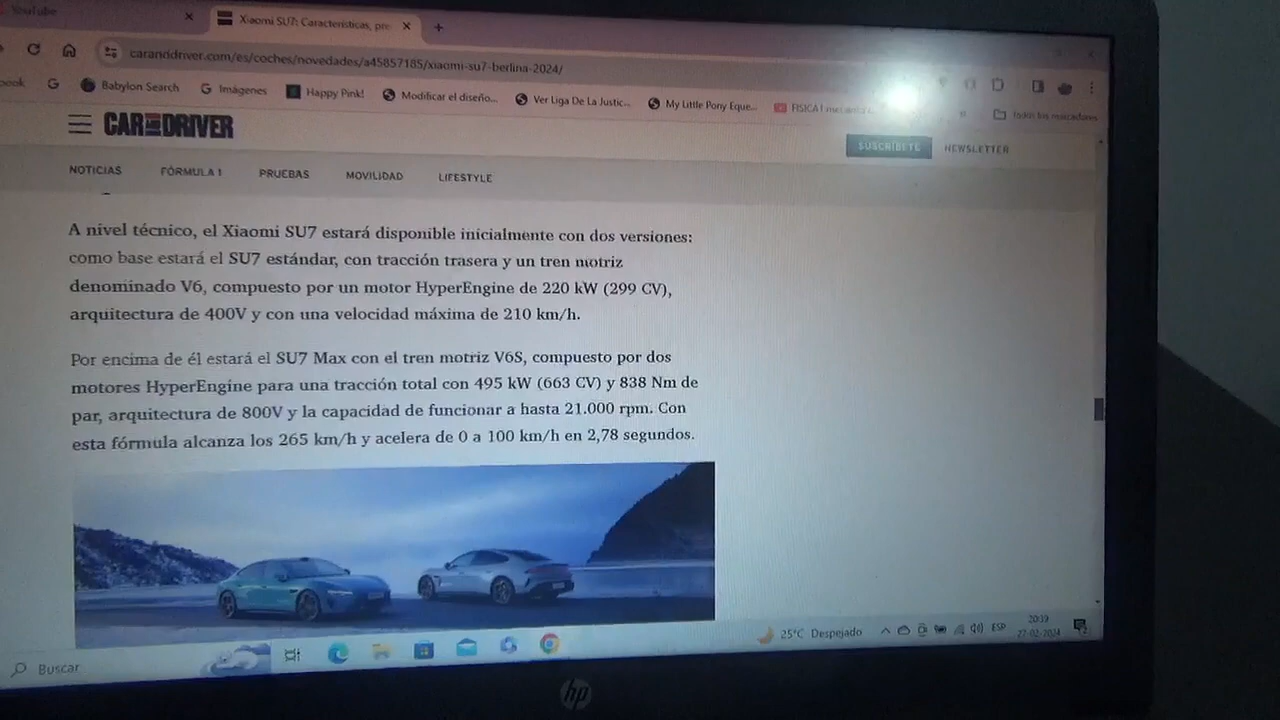 YouTube
Xiaomi SU7: Características, pre
caranddriver.com/es/coches/novedades/a45857185/xiaomi-su7-berlina-2024/
Babylon Search
Imágenes
Happy Pink!
Modificar el diseño...
Ver Liga De La Justic...
My Little Pony Eque...
FISICA I
Todos los marcadores
CAR AND DRIVER
SUSCRÍBETE
NEWSLETTER
NOTICIAS
FÓRMULA 1
PRUEBAS
MOVILIDAD
LIFESTYLE
A nivel técnico, el Xiaomi SU7 estará disponible inicialmente con dos versiones:
como base estará el SU7 estándar, con tracción trasera y un tren motriz
denominado V6, compuesto por un motor HyperEngine de 220 kW (299 CV),
arquitectura de 400V y con una velocidad máxima de 210 km/h.
Por encima de él estará el SU7 Max con el tren motriz V6S, compuesto por dos
motores HyperEngine para una tracción total con 495 kW (663 CV) y 838 Nm de
par, arquitectura de 800V y la capacidad de funcionar a hasta 21.000 rpm. Con
esta fórmula alcanza los 265 km/h y acelera de 0 a 100 km/h en 2,78 segundos.
Buscar
25°C Despejado
ESP
20:39
27-02-2024
hp